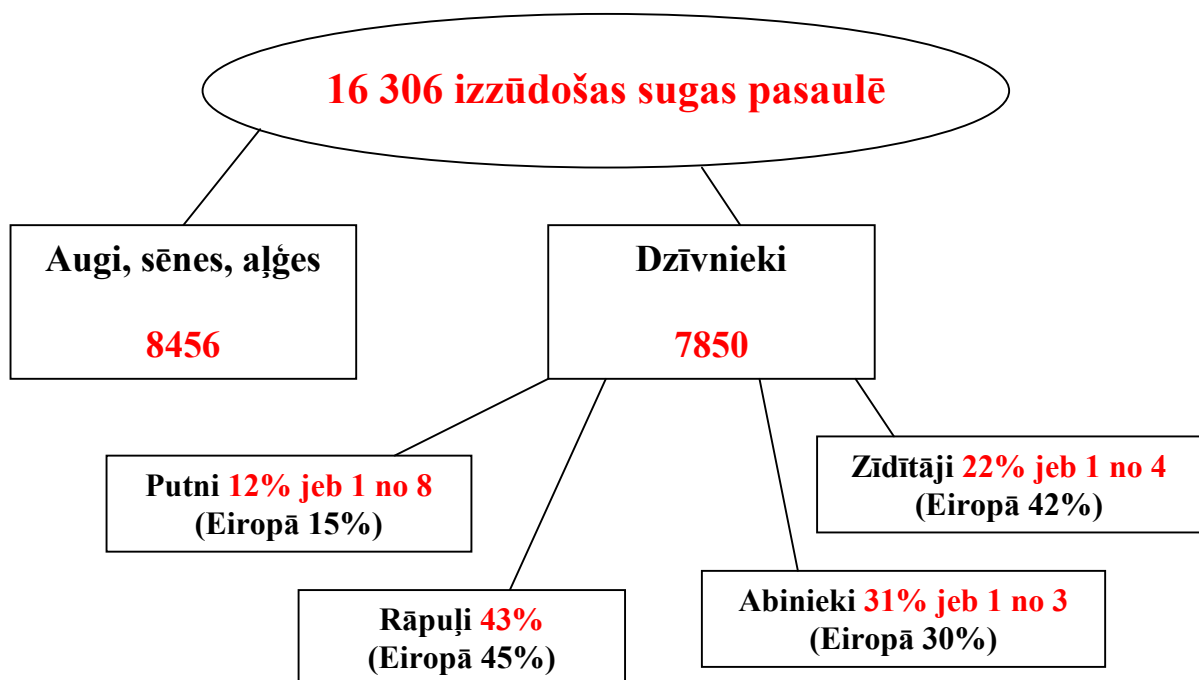 16 306 izzūdošas sugas pasaulē
Augi, sēnes, aļģes
8456
Dzīvnieki
7850
Putni 12% jeb 1 no 8
(Eiropā 15%)
Zīdītāji 22% jeb 1 no 4
(Eiropā 42%)
Rāpuļi 43%
(Eiropā 45%)
Abinieki 31% jeb 1 no 3
(Eiropā 30%)